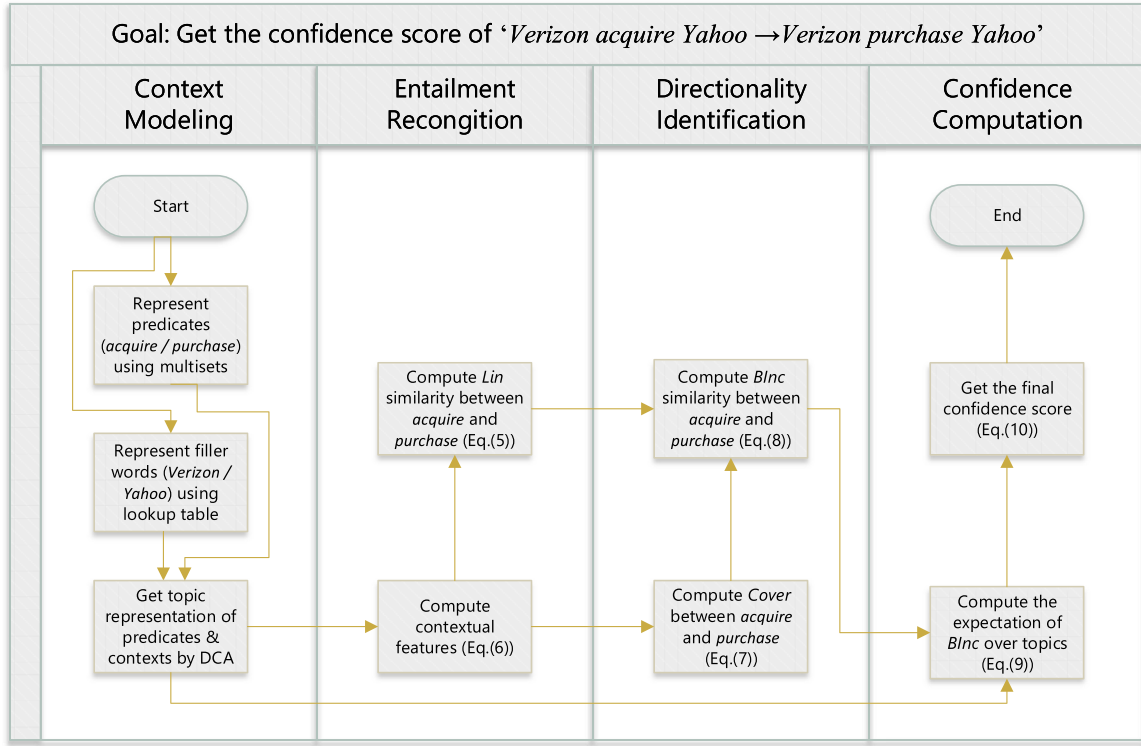 Goal: Get the confidence score of ‘Verizon acquire Yahoo →Verizon purchase Yahoo’
Context
Modeling
Entailment
Recongition
Directionality
Identification
Confidence
Computation
Start
Represent
predicates
(acquire / purchase)
using multisets
Represent filler
words (Verizon /
Yahoo) using
lookup table
Get topic
representation of
predicates &
contexts by DCA
Compute Lin
similarity between
acquire and
purchase (Eq.(5))
Compute
contextual
features (Eq.(6))
Compute BInc
similarity between
acquire and
purchase (Eq.(8))
Compute Cover
between acquire
and purchase
(Eq.(7))
End
Get the final
confidence score
(Eq.(10))
Compute the
expectation of
BInc over topics
(Eq.(9))